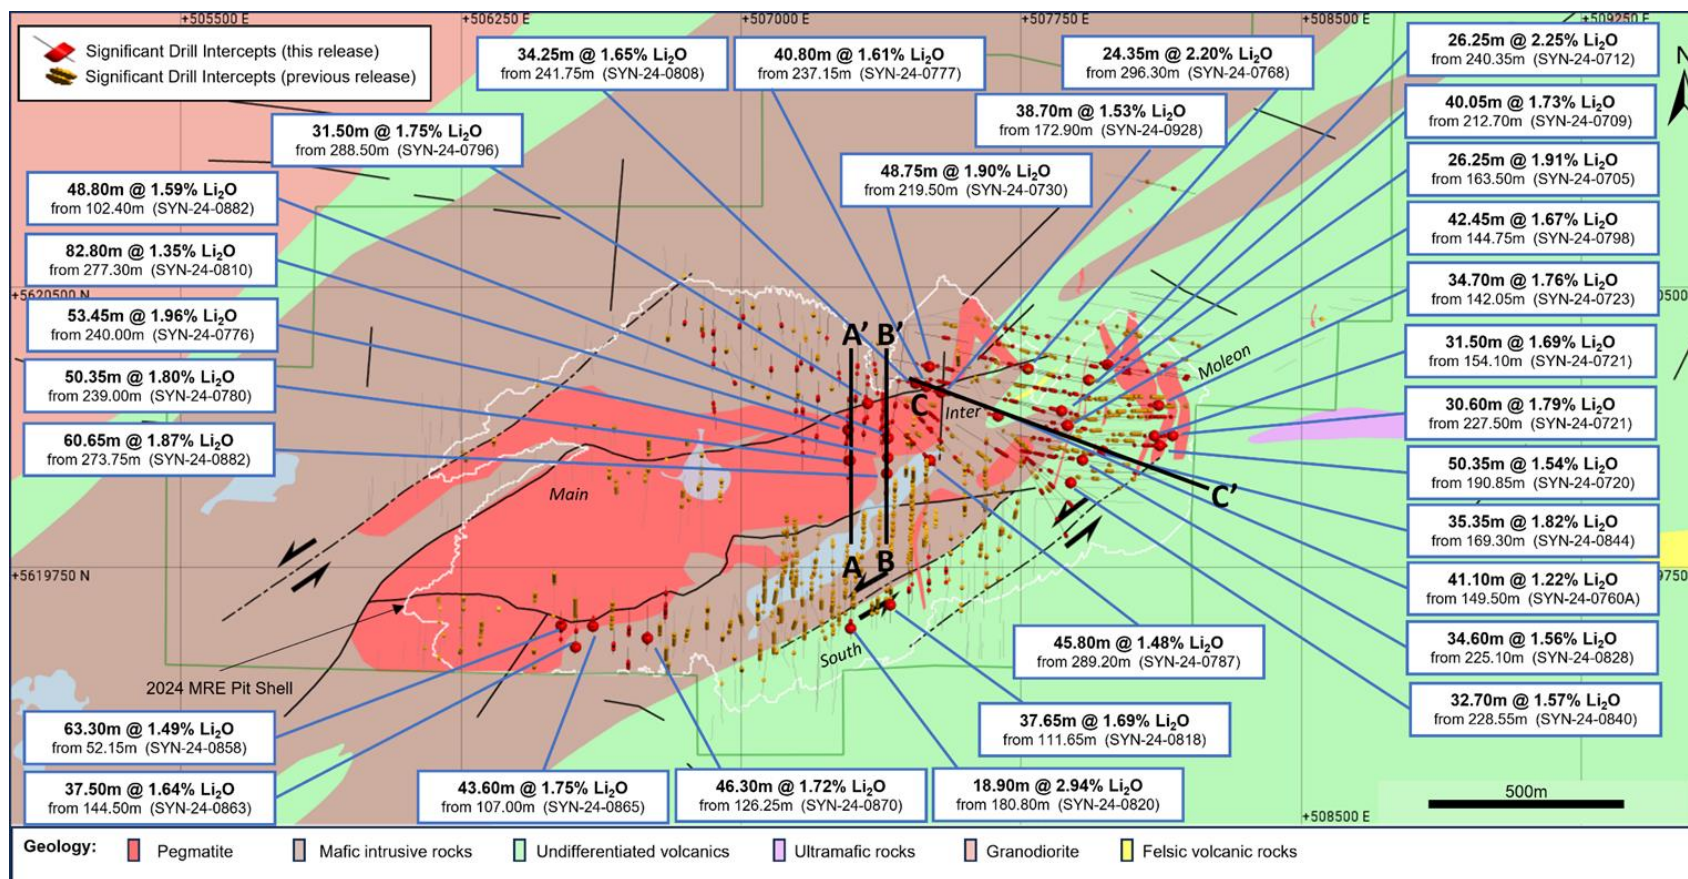 +505500 E
+506250 E
+507000 E
+507750 E
+508500 E
+509250 E
Significant Drill Intercepts (this release)
Significant Drill Intercepts (previous release)
34.25m @ 1.65% Li₂O
from 241.75m (SYN-24-0808)
40.80m @ 1.61% Li₂O
from 237.15m (SYN-24-0777)
24.35m @ 2.20% Li₂O
from 296.30m (SYN-24-0768)
26.25m @ 2.25% Li₂O
from 240.35m (SYN-24-0712)
N
38.70m @ 1.53% Li₂O
from 172.90m (SYN-24-0928)
40.05m @ 1.73% Li₂O
from 212.70m (SYN-24-0709)
31.50m @ 1.75% Li₂O
from 288.50m (SYN-24-0796)
48.75m @ 1.90% Li₂O
from 219.50m (SYN-24-0730)
26.25m @ 1.91% Li₂O
from 163.50m (SYN-24-0705)
48.80m @ 1.59% Li₂O
from 102.40m (SYN-24-0882)
42.45m @ 1.67% Li₂O
from 144.75m (SYN-24-0798)
82.80m @ 1.35% Li₂O
from 277.30m (SYN-24-0810)
34.70m @ 1.76% Li₂O
from 142.05m (SYN-24-0723)
+5620500 N
0500
53.45m @ 1.96% Li₂O
from 240.00m (SYN-24-0776)
A’
B’
31.50m @ 1.69% Li₂O
from 154.10m (SYN-24-0721)
Moleon
50.35m @ 1.80% Li₂O
from 239.00m (SYN-24-0780)
C
Inter
30.60m @ 1.79% Li₂O
from 227.50m (SYN-24-0721)
60.65m @ 1.87% Li₂O
from 273.75m (SYN-24-0882)
50.35m @ 1.54% Li₂O
from 190.85m (SYN-24-0720)
Main
C’
35.35m @ 1.82% Li₂O
from 169.30m (SYN-24-0844)
A
B
+5619750 N
9750
41.10m @ 1.22% Li₂O
from 149.50m (SYN-24-0760A)
South
45.80m @ 1.48% Li₂O
from 289.20m (SYN-24-0787)
34.60m @ 1.56% Li₂O
from 225.10m (SYN-24-0828)
2024 MRE Pit Shell
32.70m @ 1.57% Li₂O
from 228.55m (SYN-24-0840)
63.30m @ 1.49% Li₂O
from 52.15m (SYN-24-0858)
37.65m @ 1.69% Li₂O
from 111.65m (SYN-24-0818)
37.50m @ 1.64% Li₂O
from 144.50m (SYN-24-0863)
43.60m @ 1.75% Li₂O
from 107.00m (SYN-24-0865)
46.30m @ 1.72% Li₂O
from 126.25m (SYN-24-0870)
18.90m @ 2.94% Li₂O
from 180.80m (SYN-24-0820)
500m
+508500 E
Geology:
Pegmatite
Mafic intrusive rocks
Undifferentiated volcanics
Ultramafic rocks
Granodiorite
Felsic volcanic rocks